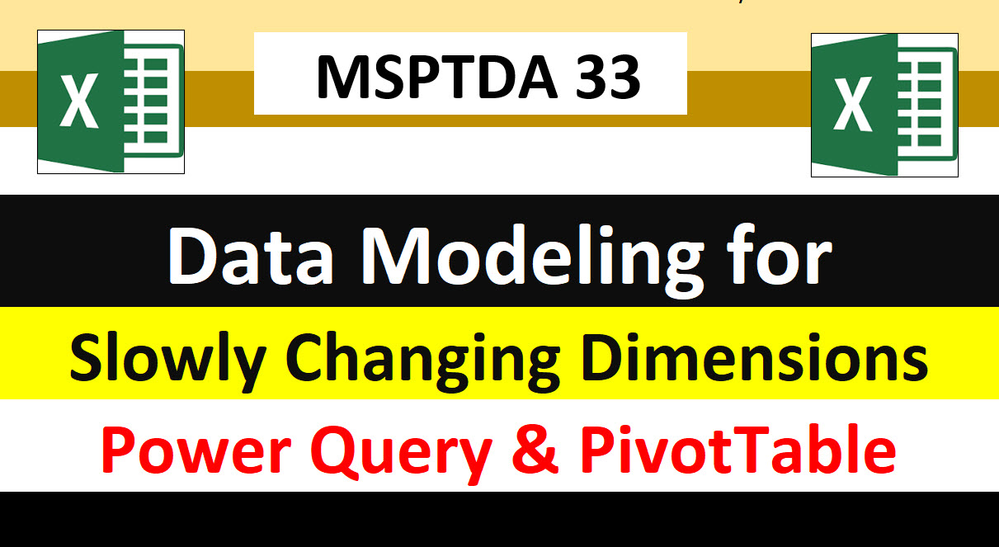 MSPTDA 33
Data Modeling for
Slowly Changing Dimensions
Power Query & PivotTable